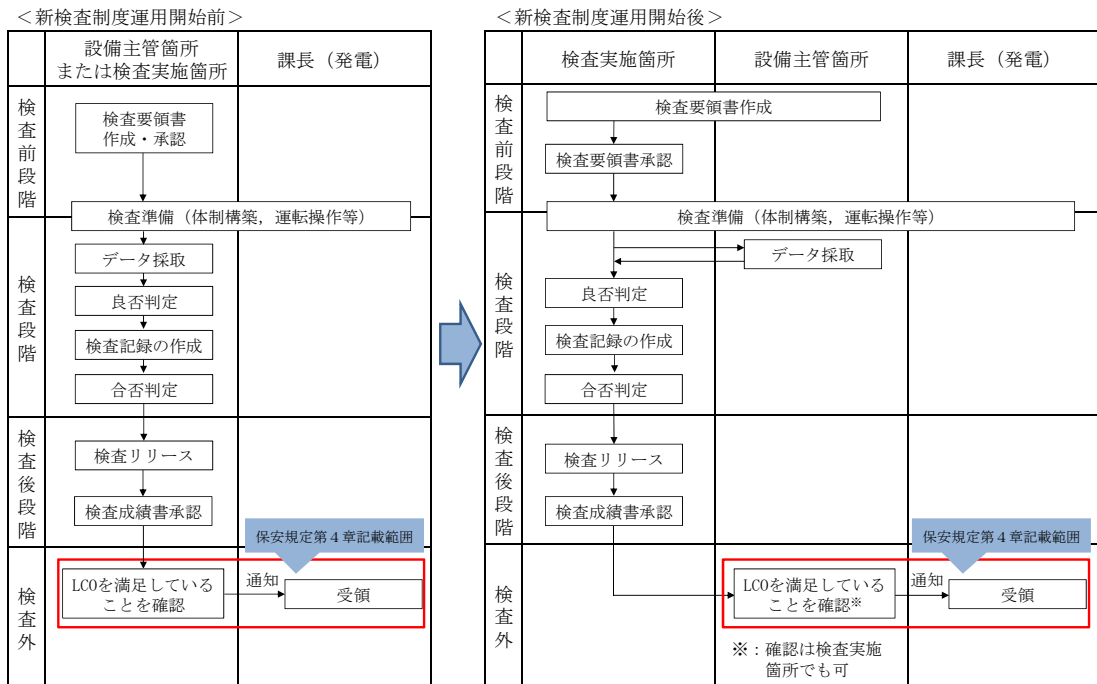 ＜新検査制度運用開始前＞
設備主管箇所
または検査実施箇所
課長（発電）
検査前段階
検査要領書
作成・承認
検査準備（体制構築，運転操作等）
検査段階
データ採取
良否判定
検査記録の作成
合否判定
検査後段階
検査リリース
検査成績書承認
保安規定第４章記載範囲
検査外
LCOを満足している
ことを確認
通知
受領
＜新検査制度運用開始後＞
検査実施箇所
設備主管箇所
課長（発電）
検査前段階
検査要領書作成
検査要領書承認
検査準備（体制構築，運転操作等）
検査段階
データ採取
良否判定
検査記録の作成
合否判定
検査後段階
検査リリース
検査成績書承認
保安規定第４章記載範囲
検査外
LCOを満足している
ことを確認※
通知
受領
※：確認は検査実施
箇所でも可